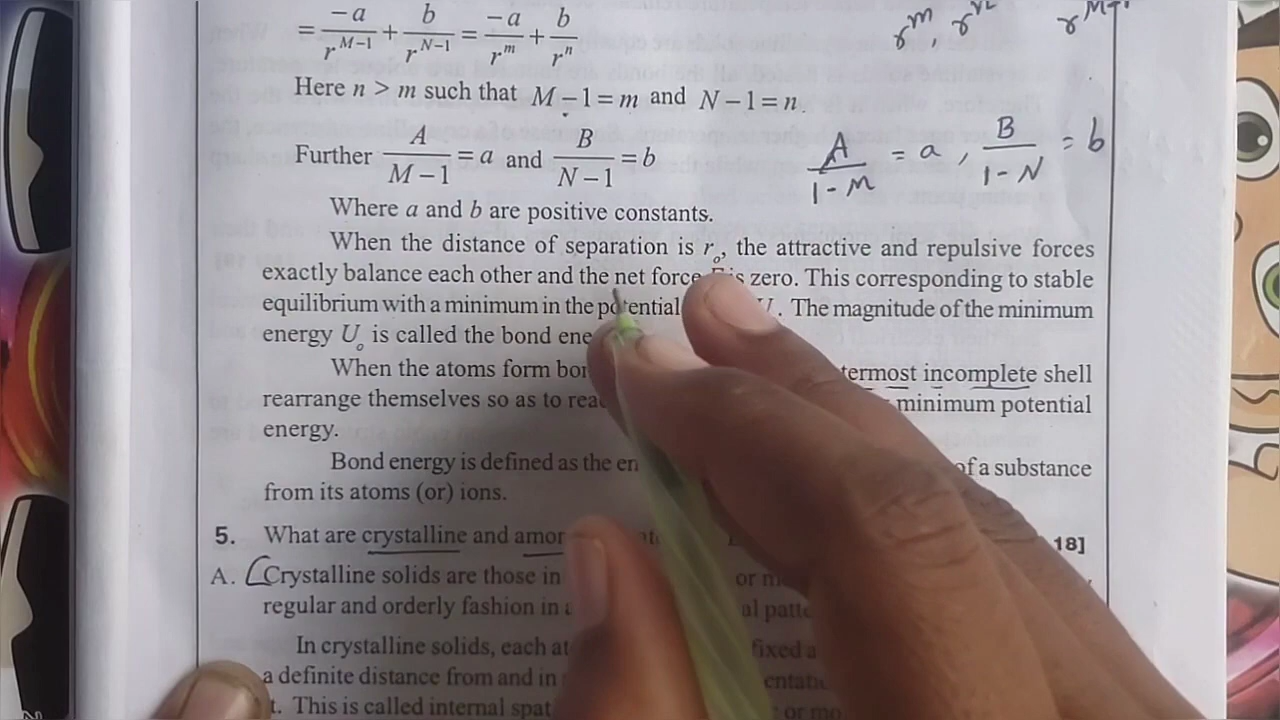 = -a / r^{M-1} + b / r^{N-1} = -a / r^m + b / r^n
r^m, r^n
Here n > m such that M - 1 = m and N - 1 = n.
Further A / M - 1 = a and B / N - 1 = b
A / 1 - M = a, B / 1 - N = b
Where a and b are positive constants.
When the distance of separation is r_o, the attractive and repulsive forces
exactly balance each other and the net force is zero. This corresponding to stable
equilibrium with a minimum in the potential U. The magnitude of the minimum
energy U_o is called the bond
When the atoms form incomplete shell
rearrange themselves so as to minimum potential
energy.
Bond energy is defined as the of a substance
from its atoms (or) ions.
5. What are crystalline and 18]
A. Crystalline solids are those in or
regular and orderly fashion in
In crystalline solids, each fixed
a definite distance from and in
This is called internal or